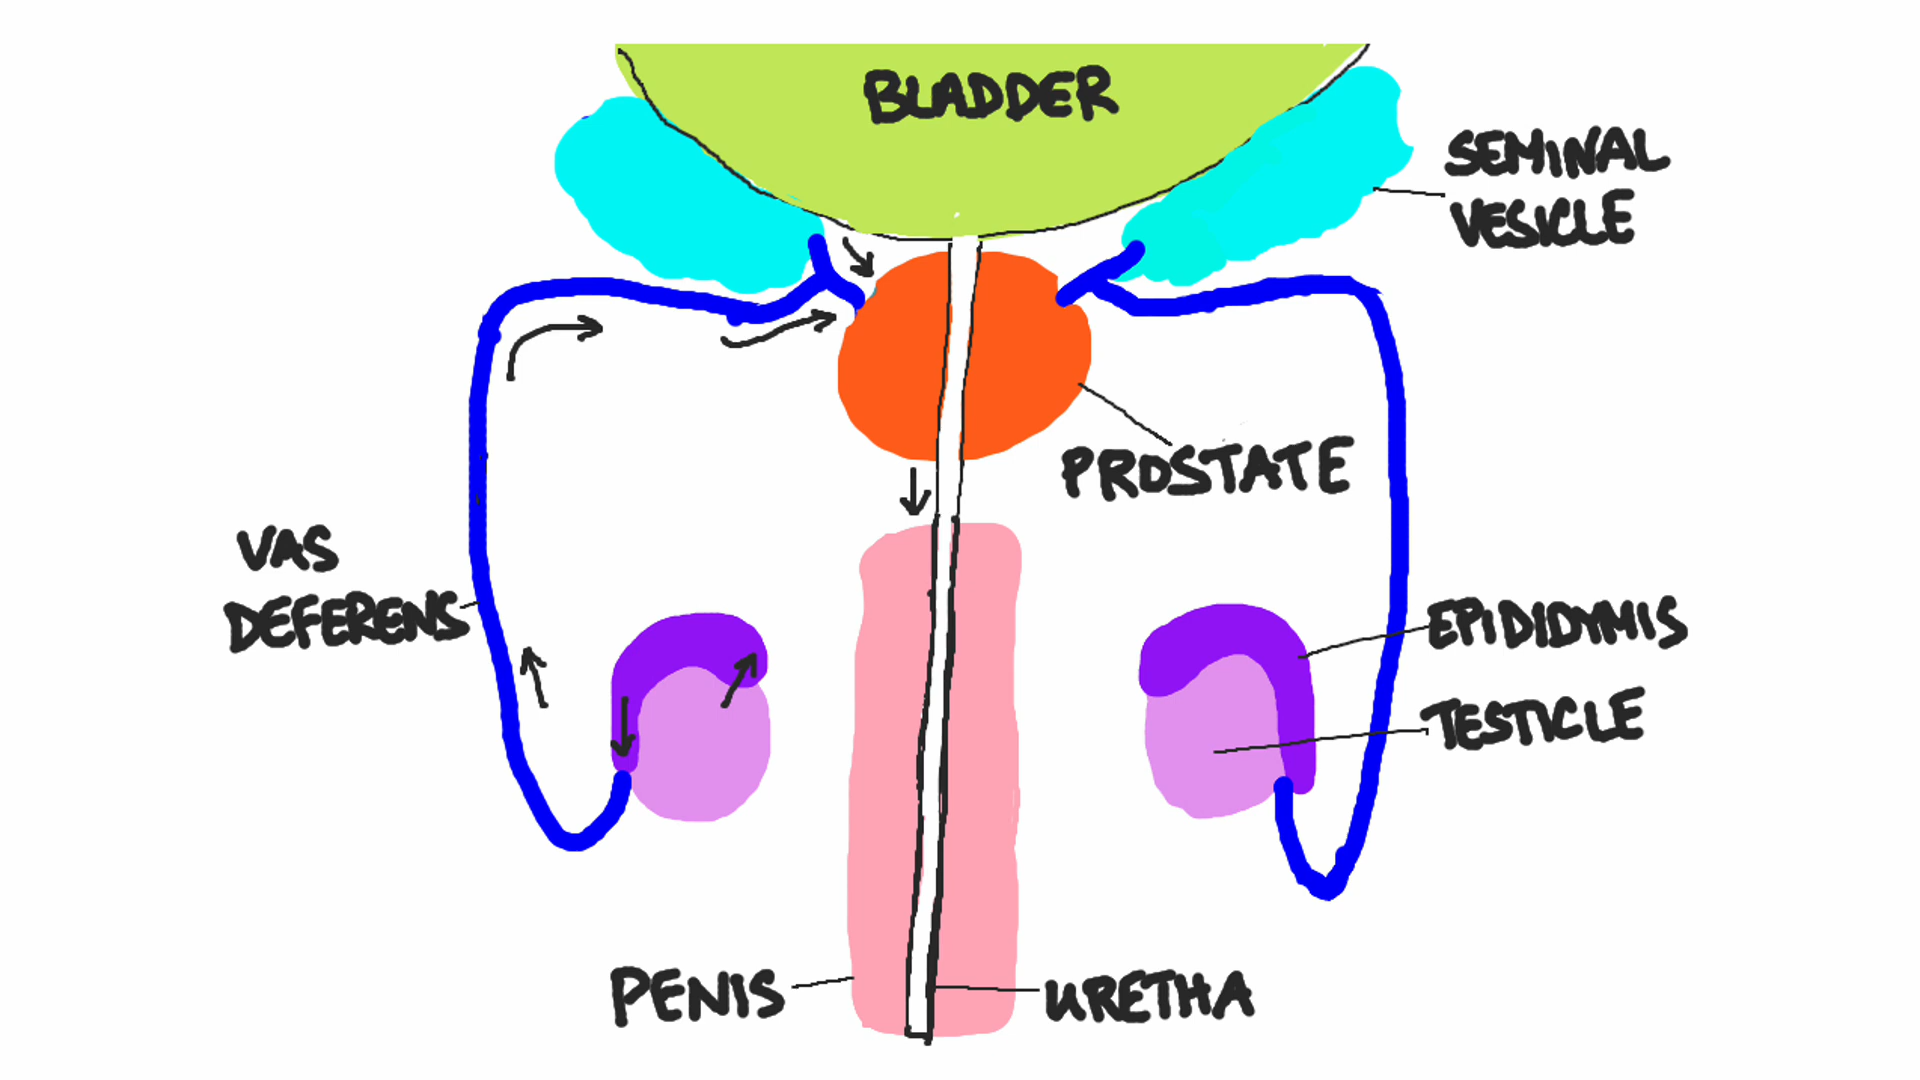 BLADDER
SEMINAL
VESICLE
PROSTATE
VAS
DEFERENS
EPIDIDYMIS
TESTICLE
PENIS
URETHA